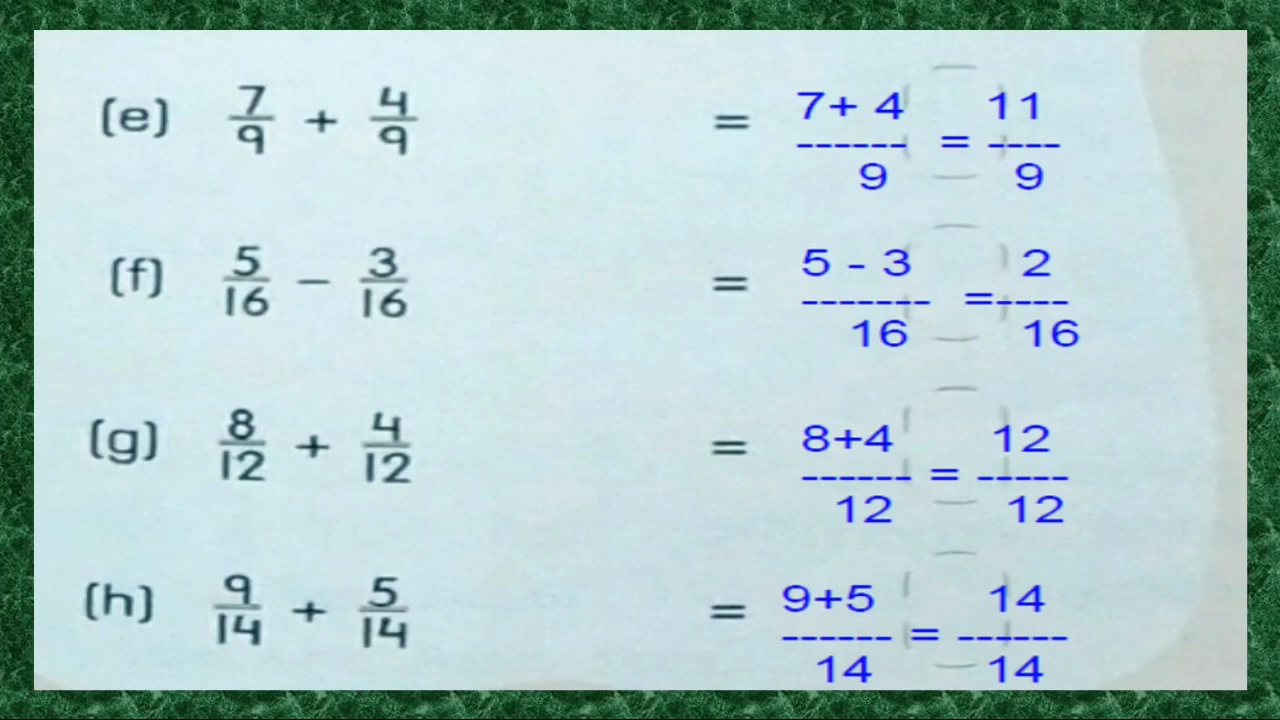 (e) 7/9 + 4/9 = 7+ 4 / 9 = 11 / 9
(f) 5/16 − 3/16 = 5 - 3 / 16 = 2 / 16
(g) 8/12 + 4/12 = 8+4 / 12 = 12 / 12
(h) 9/14 + 5/14 = 9+5 / 14 = 14 / 14